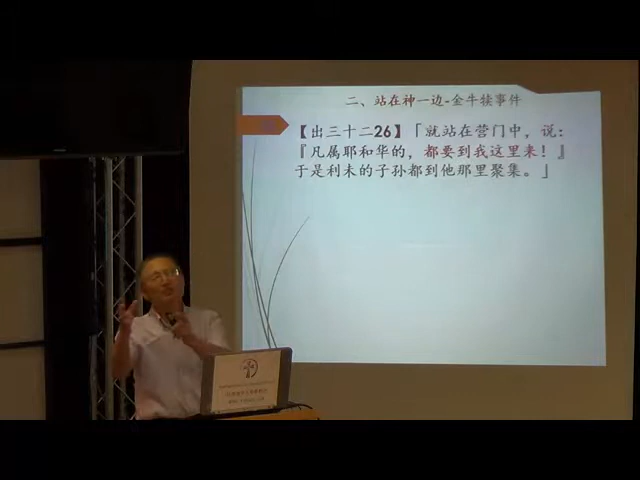 二、站在神一边-金牛犊事件
【出三十二26】「就站在营门中，说：
『凡属耶和华的，都要到我这里来！』
于是利未的子孙都到他那里聚集。」